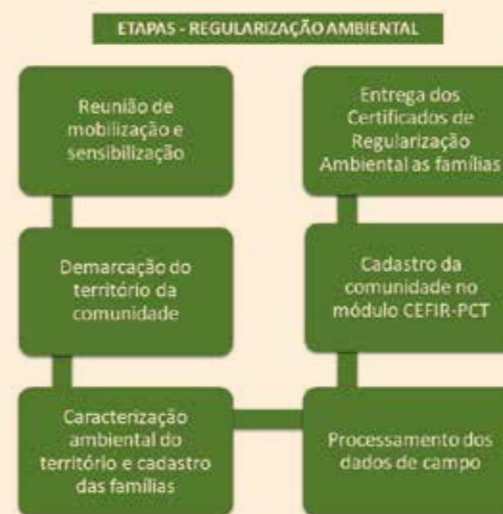 ETAPAS - REGULARIZAÇÃO AMBIENTAL
Reunião de
mobilização e
sensibilização
Demarcação do
território da
comunidade
Caracterização
ambiental do
território e cadastro
das famílias
Processamento dos
dados de campo
Cadastro da
comunidade no
módulo CEFIR-PCT
Entrega dos
Certificados de
Regularização
Ambiental as famílias